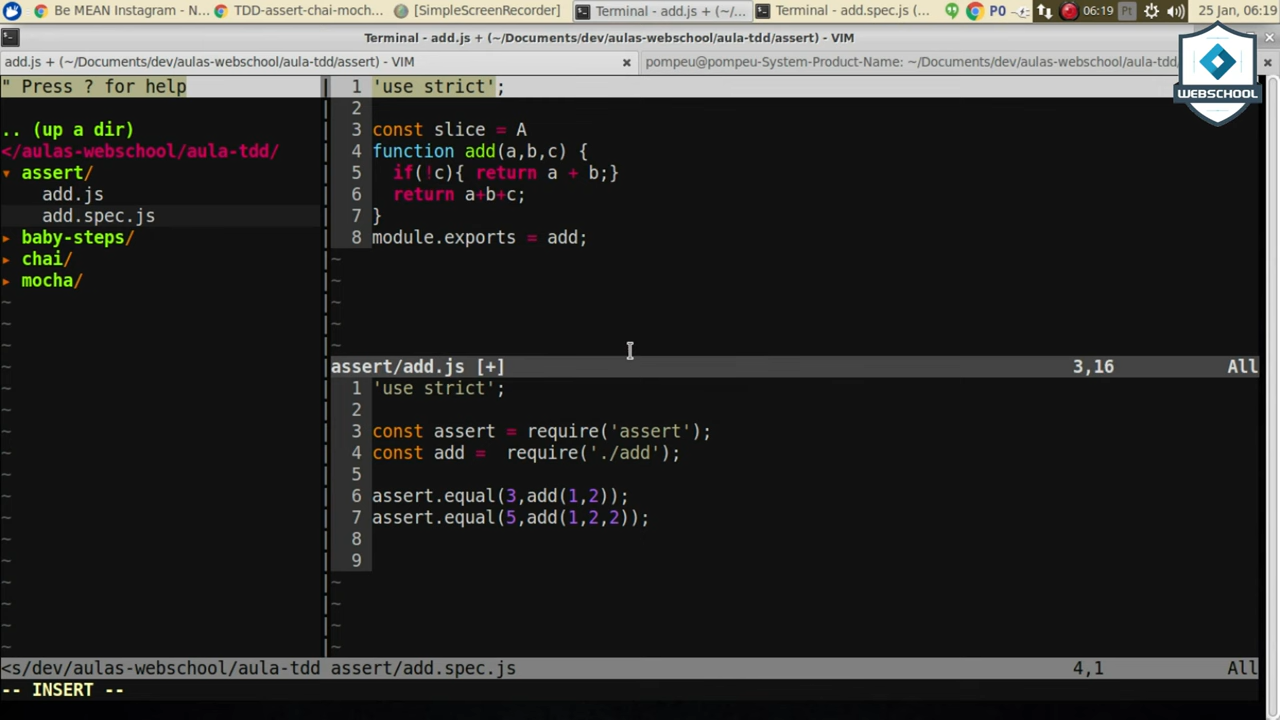 Be MEAN Instagram - N...
TDD-assert-chai-moch...
[SimpleScreenRecorder]
Terminal - add.js + (~/...
Terminal - add.spec.js (...
P0
06:19
Pt
25 Jan, 06:19
Terminal - add.js + (~/Documents/dev/aulas-webschool/aula-tdd/assert) - VIM
add.js + (~/Documents/dev/aulas-webschool/aula-tdd/assert) - VIM
pompeu@pompeu-System-Product-Name: ~/Documents/dev/aulas-webschool/aula-tdd/
WEBSCHOOL
" Press ? for help
.. (up a dir)
</aulas-webschool/aula-tdd/
▾ assert/
add.js
add.spec.js
▸ baby-steps/
▸ chai/
▸ mocha/
1 'use strict';
2
3 const slice = A
4 function add(a,b,c) {
5 if(!c){ return a + b;}
6 return a+b+c;
7 }
8 module.exports = add;
assert/add.js [+] 3,16 All
1 'use strict';
2
3 const assert = require('assert');
4 const add =  require('./add');
5
6 assert.equal(3,add(1,2));
7 assert.equal(5,add(1,2,2));
8
9
<s/dev/aulas-webschool/aula-tdd assert/add.spec.js 4,1 All
-- INSERT --